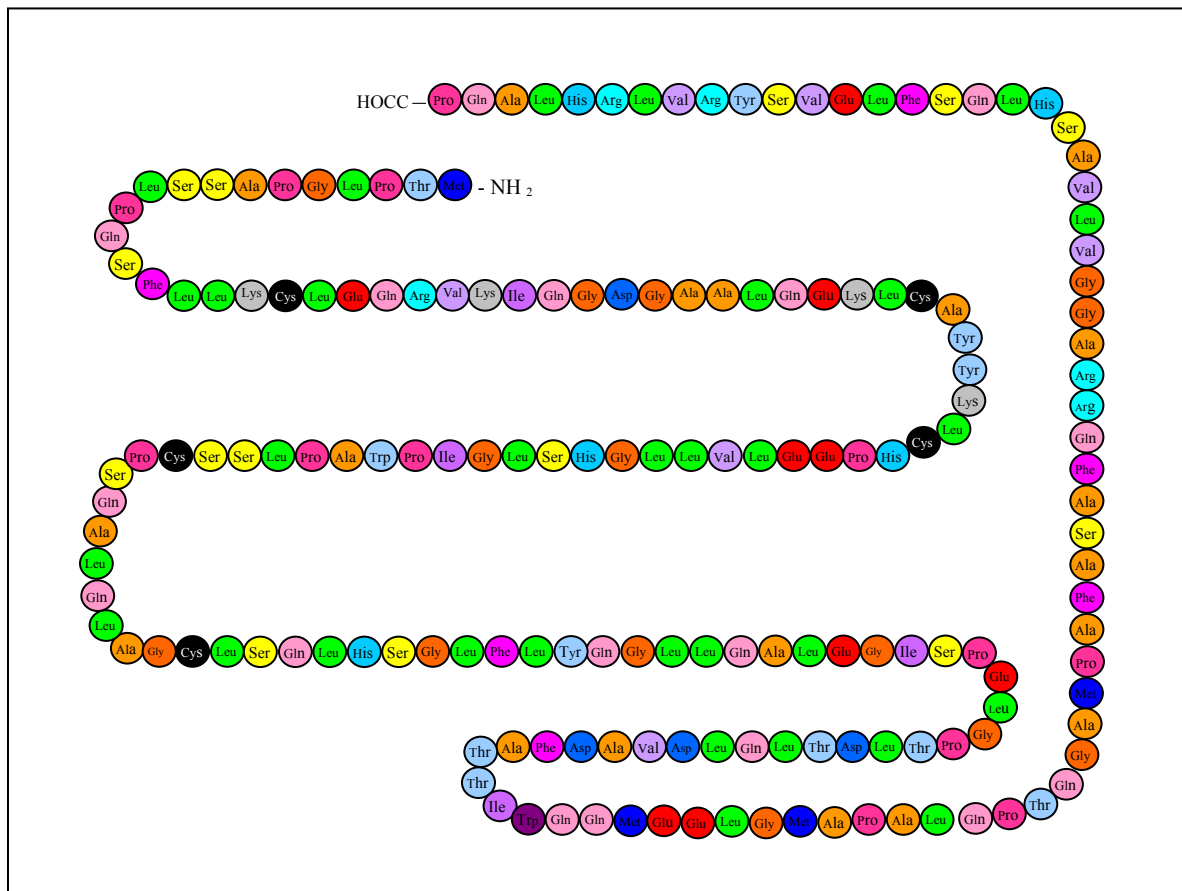 HOCC – Pro Gln Ala Leu His Arg Leu Val Arg Tyr Ser Val Glu Leu Phe Ser Gln Leu His
Ser
Ala
Val
Leu
Val
Gly
Gly
Ala
Arg
Arg
Gln
Phe
Ala
Ser
Ala
Phe
Ala
Pro
Met
Ala
Gly
Gln
Leu Ser Ser Ala Pro Gly Leu Pro Thr Met - NH 2
Pro
Gln
Ser
Phe Leu Leu Lys Cys Leu Glu Gln Arg Val Lys Ile Gln Gly Asp Gly Ala Ala Leu Gln Glu Lys Leu Cys Ala
Tyr
Tyr
Lys
Leu
Pro Cys Ser Ser Leu Pro Ala Trp Pro Ile Gly Leu Ser His Gly Leu Leu Val Leu Glu Glu Pro His Cys
Ser
Gln
Ala
Leu
Gln
Leu
Ala Gly Cys Leu Ser Gln Leu His Ser Gly Leu Phe Leu Tyr Gln Gly Leu Leu Gln Ala Leu Glu Gly Ile Ser Pro
Glu
Leu
Thr Ala Phe Asp Ala Val Asp Leu Gln Leu Thr Asp Leu Thr Pro Gly
Thr
Ile Trp Gln Gln Met Glu Glu Leu Gly Met Ala Pro Ala Leu Gln Pro Thr